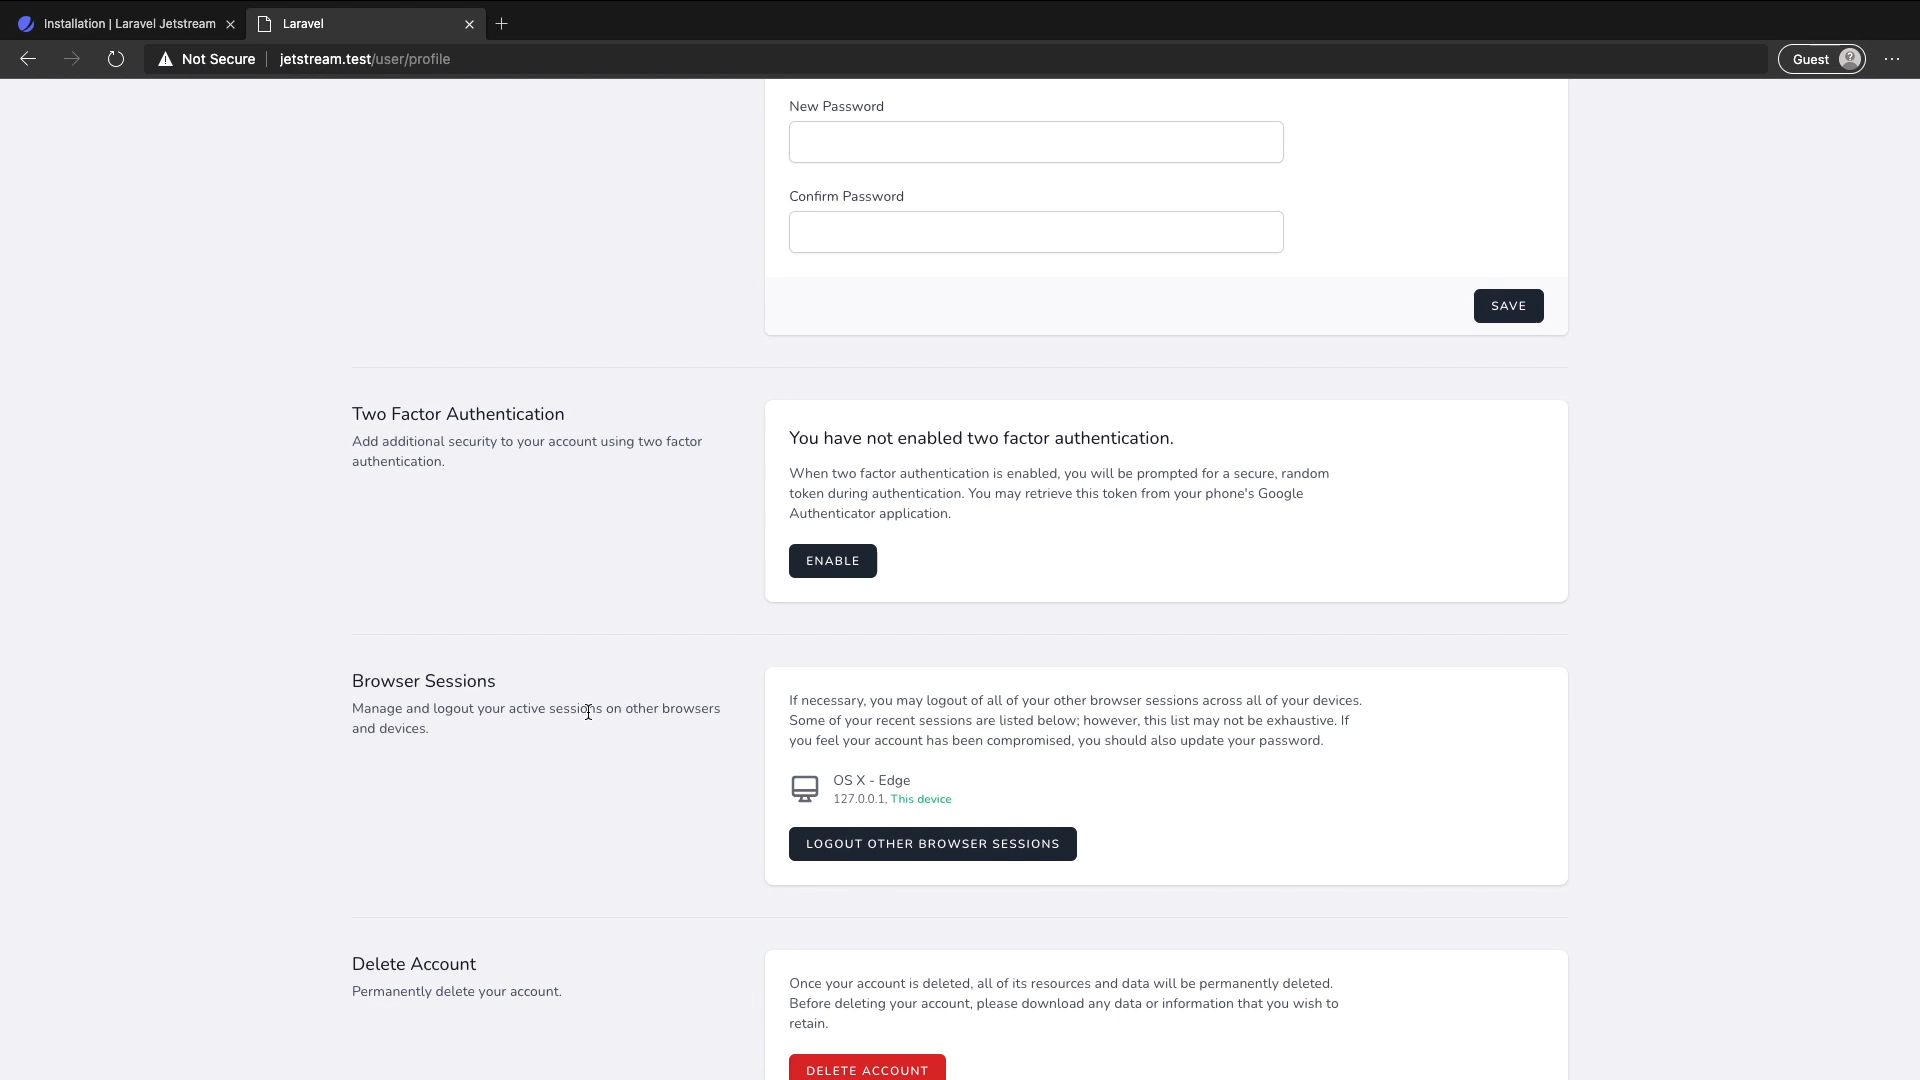 Installation | Laravel Jetstream
Laravel
Not Secure
jetstream.test/user/profile
Guest
New Password
Confirm Password
SAVE
Two Factor Authentication
Add additional security to your account using two factor
authentication.
You have not enabled two factor authentication.
When two factor authentication is enabled, you will be prompted for a secure, random
token during authentication. You may retrieve this token from your phone's Google
Authenticator application.
ENABLE
Browser Sessions
Manage and logout your active sessions on other browsers
and devices.
If necessary, you may logout of all of your other browser sessions across all of your devices.
Some of your recent sessions are listed below; however, this list may not be exhaustive. If
you feel your account has been compromised, you should also update your password.
OS X - Edge
127.0.0.1, This device
LOGOUT OTHER BROWSER SESSIONS
Delete Account
Permanently delete your account.
Once your account is deleted, all of its resources and data will be permanently deleted.
Before deleting your account, please download any data or information that you wish to
retain.
DELETE ACCOUNT